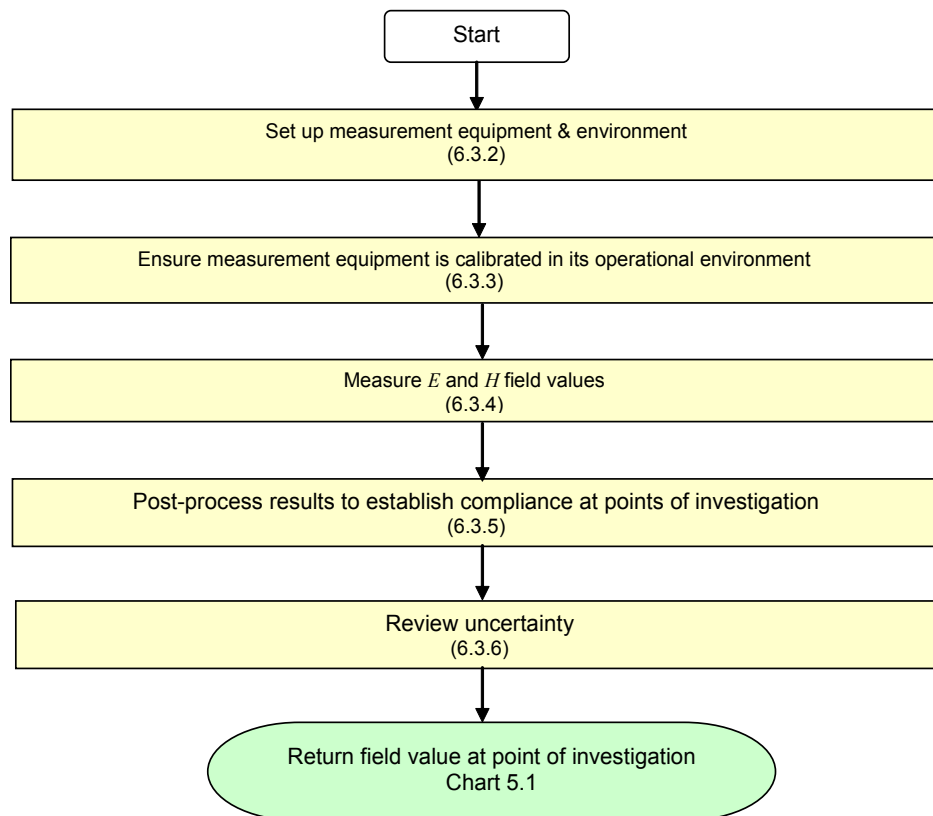 Start
Set up measurement equipment & environment
(6.3.2)
Ensure measurement equipment is calibrated in its operational environment
(6.3.3)
Measure E and H field values
(6.3.4)
Post-process results to establish compliance at points of investigation
(6.3.5)
Review uncertainty
(6.3.6)
Return field value at point of investigation
Chart 5.1